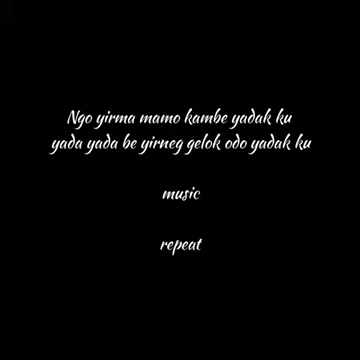 Ngo yirma mamo kambe yadak ku
yada yada be yirneg gelok odo yadak ku
music
repeat